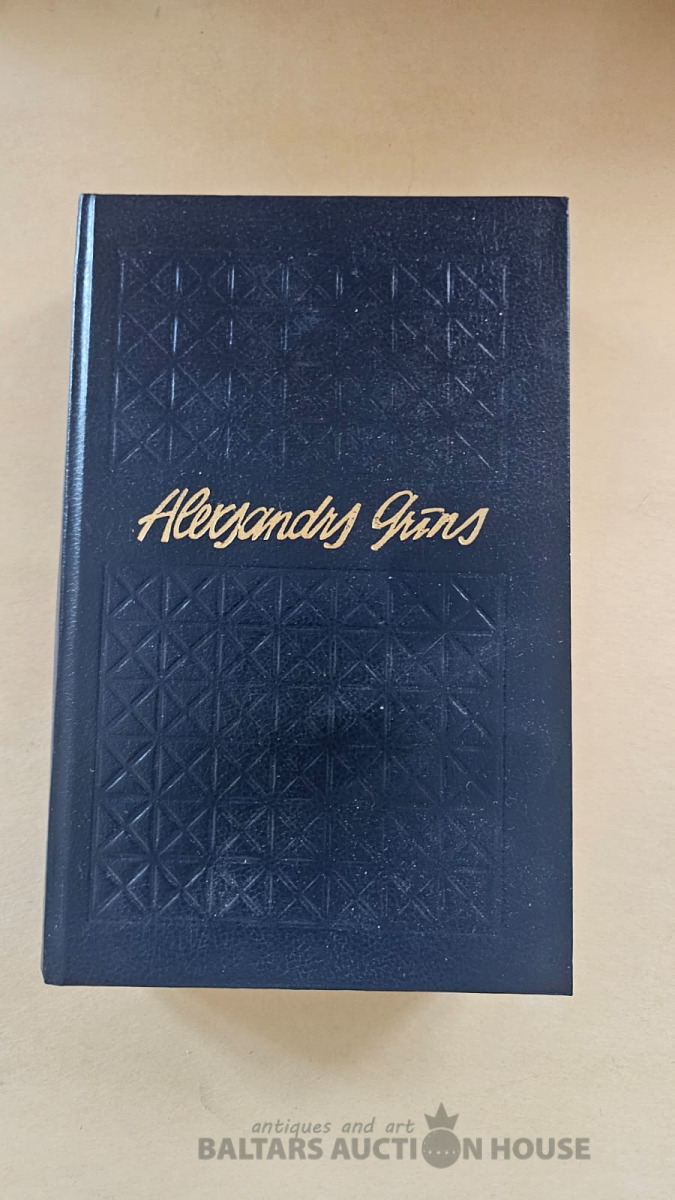 Aleksandrs Grīns
antiques and art
BALTARS AUCTION HOUSE